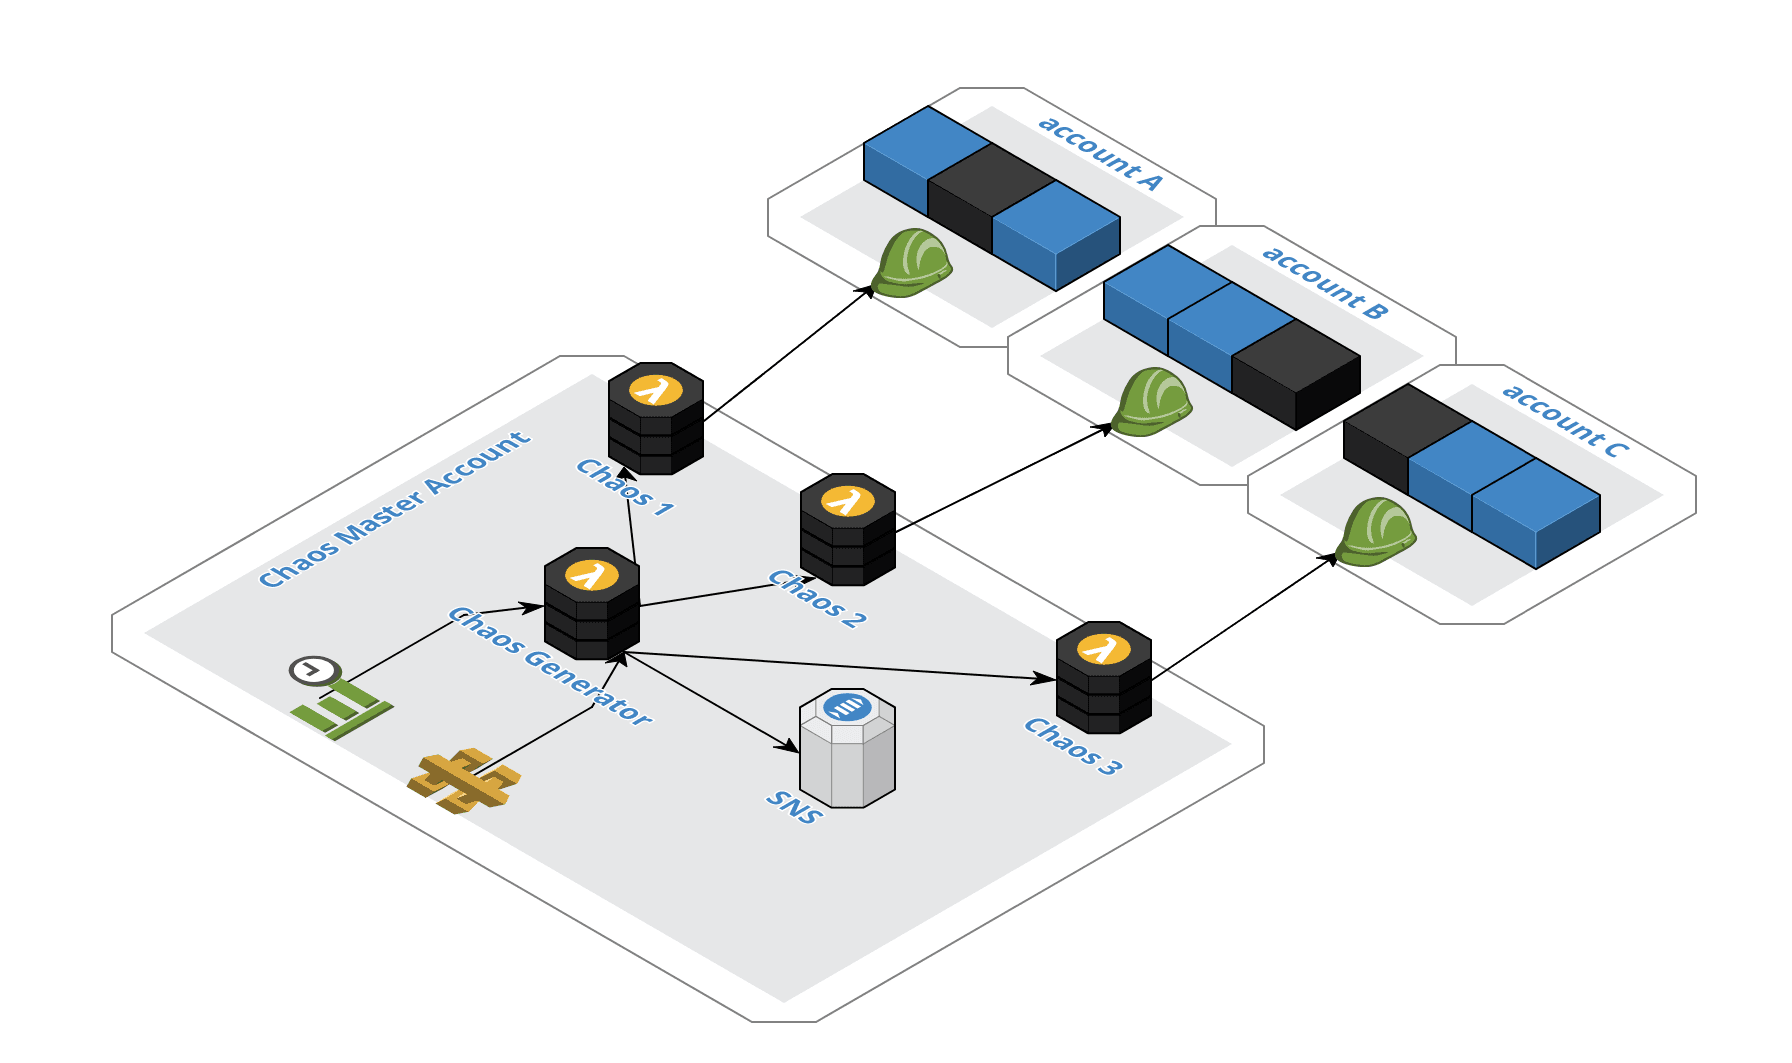 account A
account B
account C
Chaos Master Account
Chaos 1
Chaos 2
Chaos Generator
Chaos 3
SNS